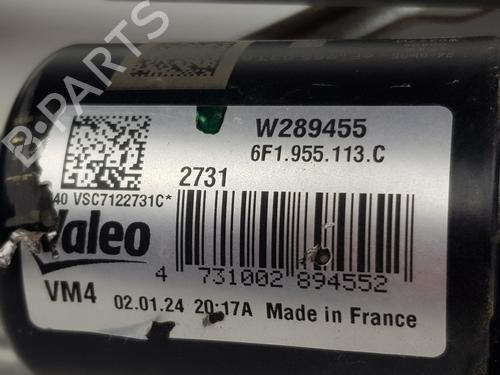 B-PARTS
W289455
6F1.955.113.C
40 VSC7122731C*
2731
Valeo
4 731002 894552
VM4 02.01.24 20:17A Made in France